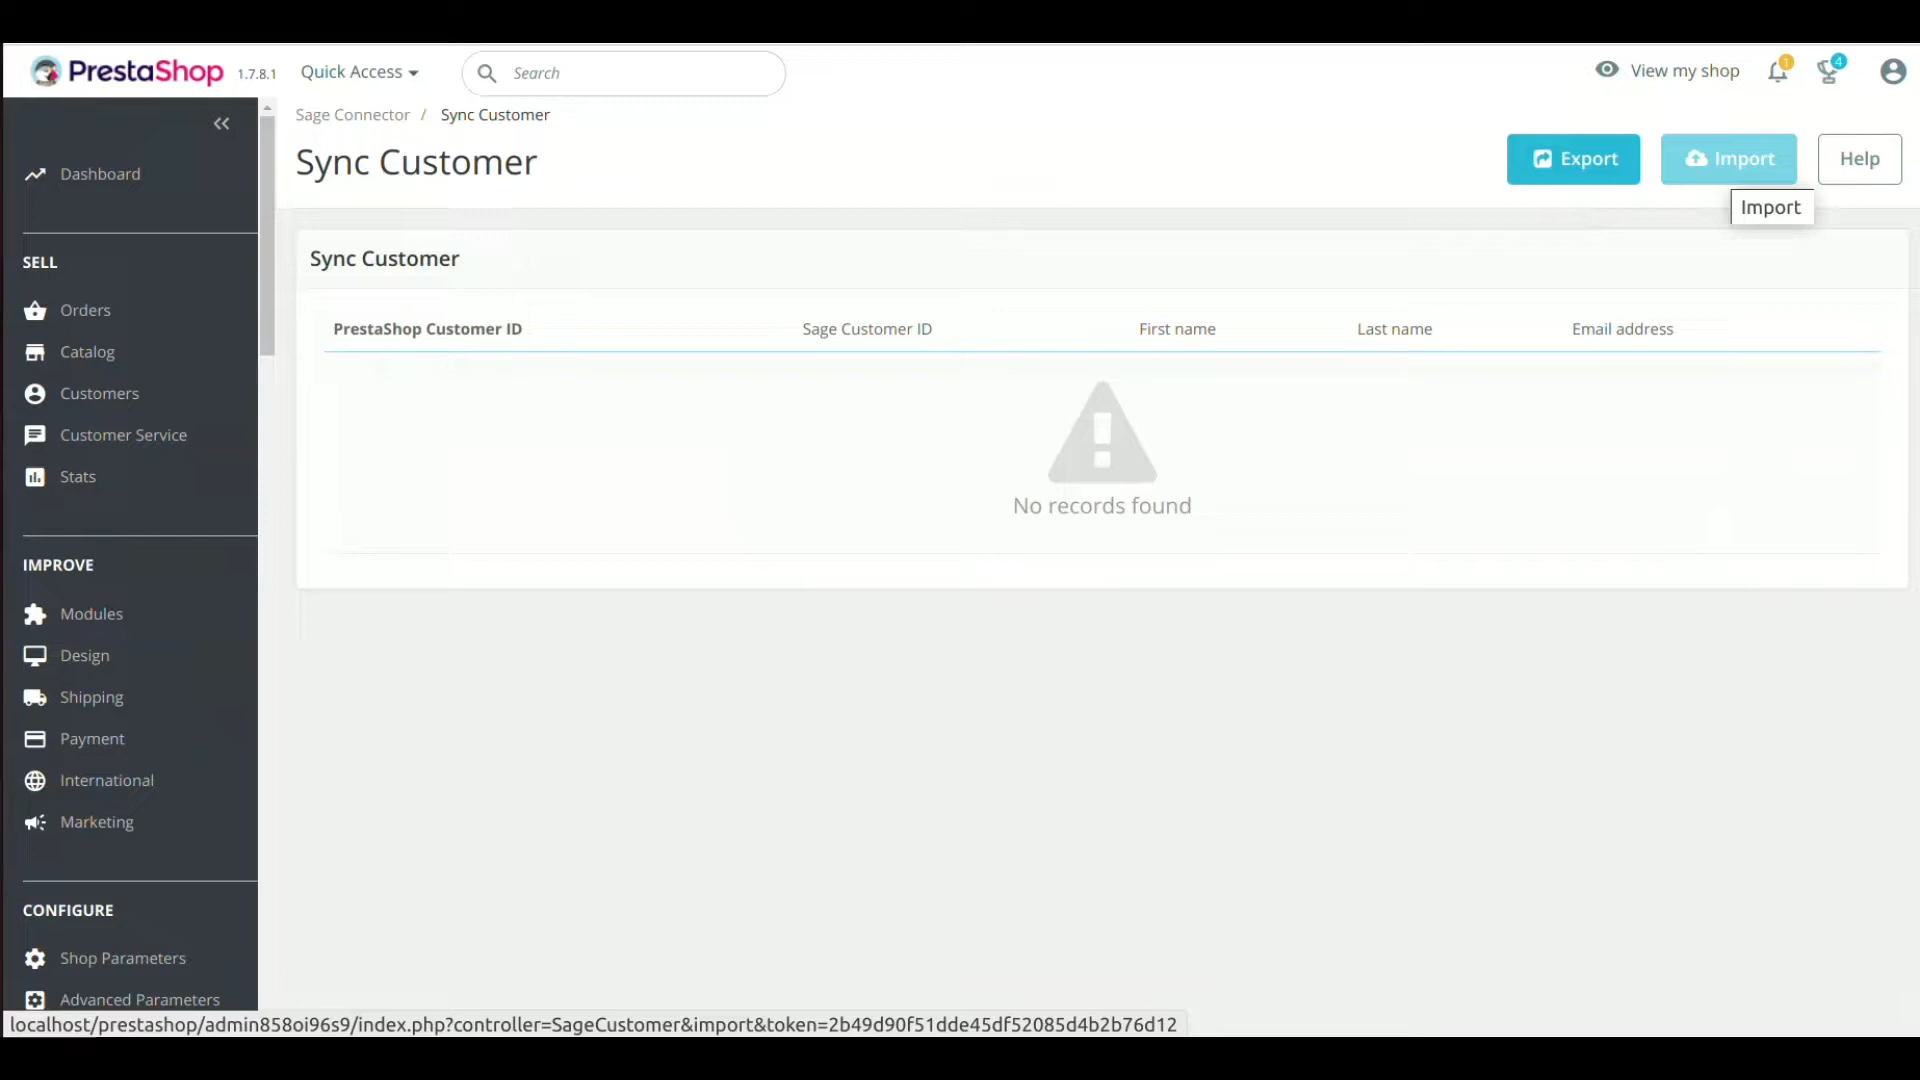 PrestaShop 1.7.8.1 Quick Access Search View my shop 1 4
Sage Connector / Sync Customer
Sync Customer
Export Import Help
Import
Dashboard
SELL
Orders
Catalog
Customers
Customer Service
Stats
IMPROVE
Modules
Design
Shipping
Payment
International
Marketing
CONFIGURE
Shop Parameters
Advanced Parameters
Sync Customer
PrestaShop Customer ID Sage Customer ID First name Last name Email address
No records found
localhost/prestashop/admin858oi96s9/index.php?controller=SageCustomer&import&token=2b49d90f51dde45df52085d4b2b76d12